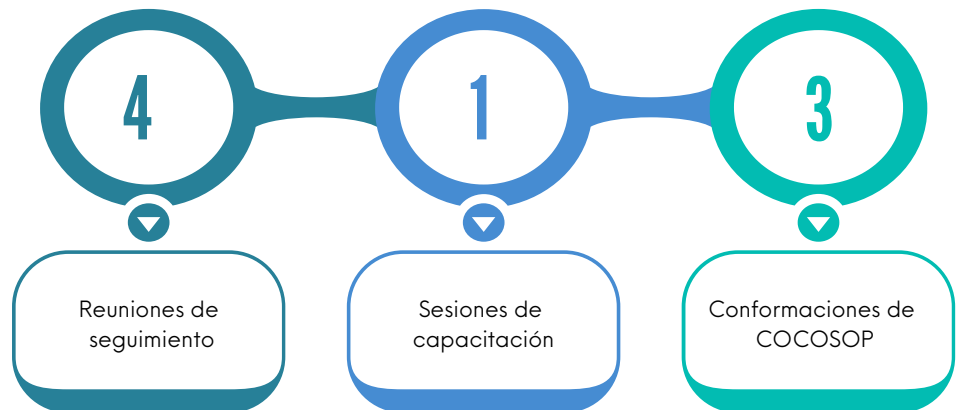 4
1
3
Reuniones de
seguimiento
Sesiones de
capacitación
Conformaciones de
COCOSOP